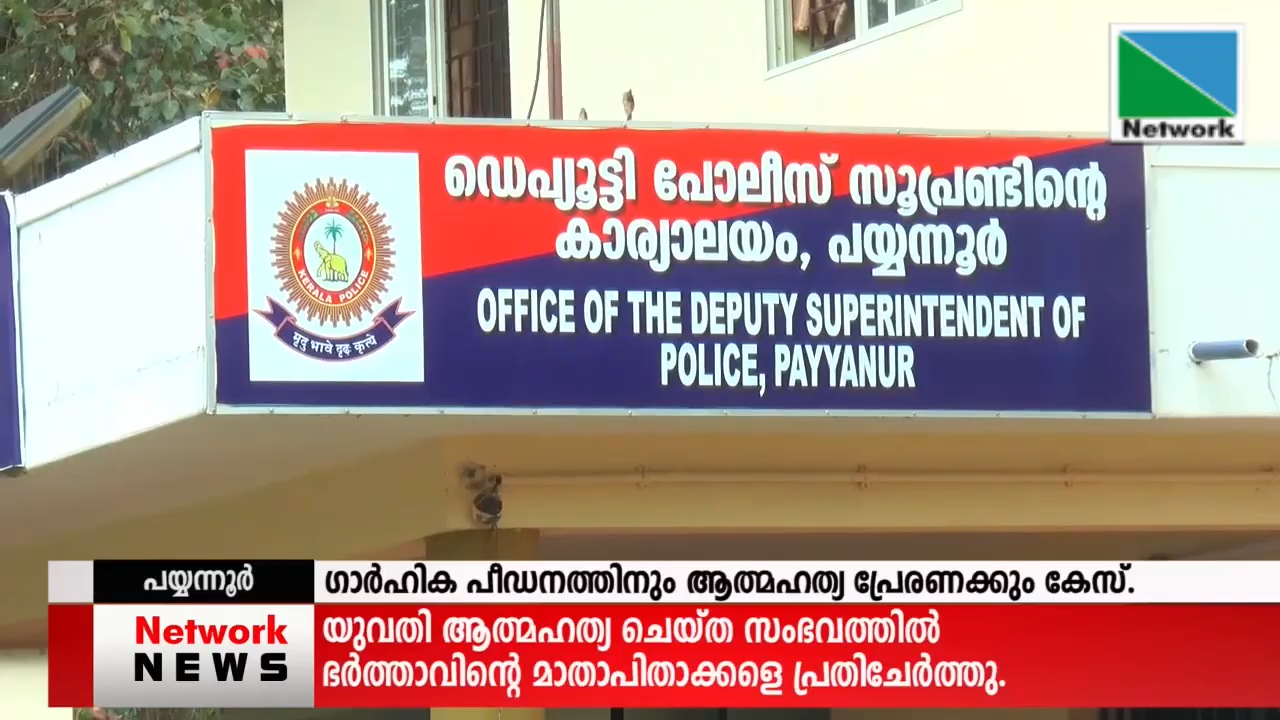 Network
ഡെപ്യൂട്ടി പോലീസ് സൂപ്രണ്ടിന്റെ
കാര്യാലയം, പയ്യന്നൂർ
OFFICE OF THE DEPUTY SUPERINTENDENT OF
POLICE, PAYYANUR
KERALA POLICE
मृदु भावे दृढ़ कृत्ये
പയ്യന്നൂർ
ഗാർഹിക പീഡനത്തിനും ആത്മഹത്യ പ്രേരണക്കും കേസ്.
Network
NEWS
യുവതി ആത്മഹത്യ ചെയ്ത സംഭവത്തിൽ
ഭർത്താവിന്റെ മാതാപിതാക്കളെ പ്രതിചേർത്തു.